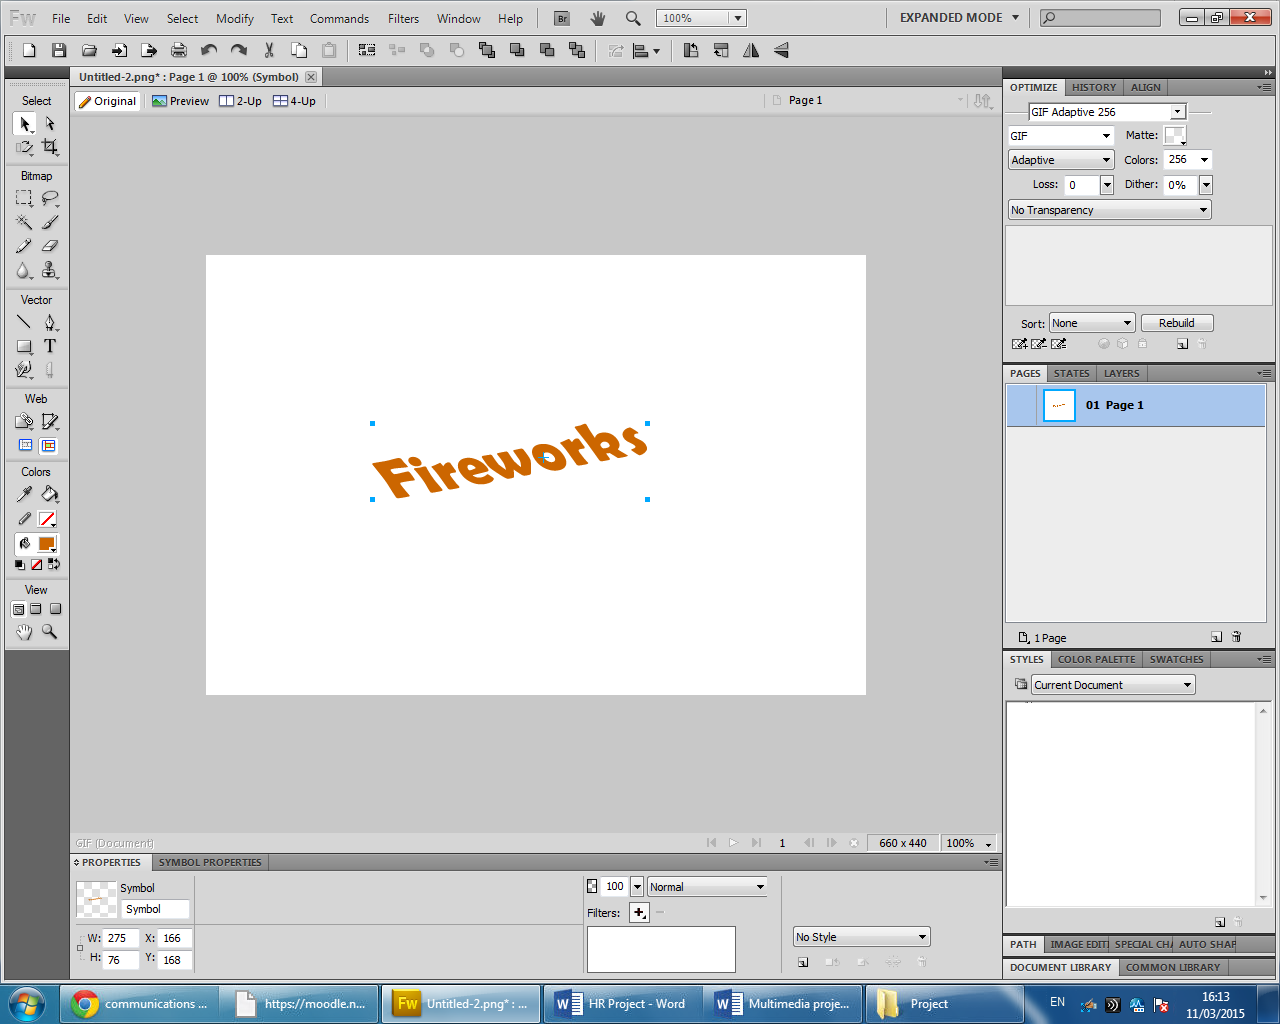 Fw File Edit View Select Modify Text Commands Filters Window Help Br 100% EXPANDED MODE
Untitled-2.png* : Page 1 @ 100% (Symbol)
Original Preview 2-Up 4-Up Page 1
Select
Bitmap
Vector
T
Web
Colors
View
Fireworks
GIF (Document) 1 660 x 440 100%
PROPERTIES SYMBOL PROPERTIES
Symbol
Symbol
W: 275 X: 166
H: 76 Y: 168
100 Normal
Filters:
No Style
OPTIMIZE HISTORY ALIGN
GIF Adaptive 256
GIF Matte:
Adaptive Colors: 256
Loss: 0 Dither: 0%
No Transparency
Sort: None Rebuild
PAGES STATES LAYERS
01 Page 1
1 Page
STYLES COLOR PALETTE SWATCHES
Current Document
PATH IMAGE EDIT SPECIAL CHA AUTO SHAP
DOCUMENT LIBRARY COMMON LIBRARY
communications ... https://moodle.n... Fw Untitled-2.png* : ... HR Project - Word Multimedia proje... Project EN 16:13
11/03/2015